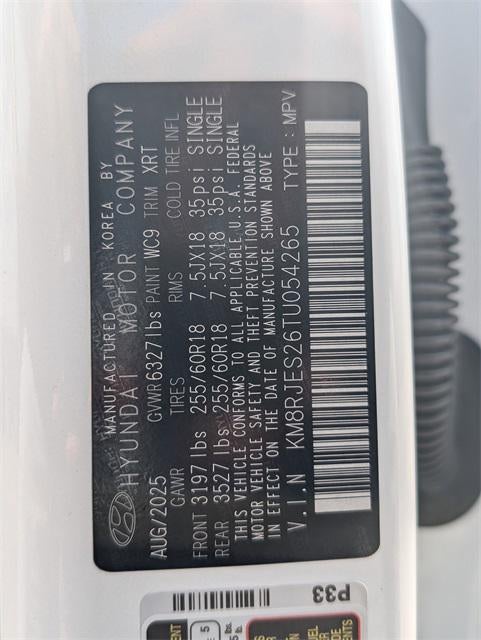 MANUFACTURED IN KOREA BY
HYUNDAI MOTOR COMPANY
AUG/2025 GVWR 6327lbs PAINT WC9 TRIM XRT
GAWR TIRES RIMS COLD TIRE INFL
FRONT 3197 lbs 255/60R18 7.5JX18 35psi SINGLE
REAR 3527 lbs 255/60R18 7.5JX18 35psi SINGLE
THIS VEHICLE CONFORMS TO ALL APPLICABLE U.S.A. FEDERAL
MOTOR VEHICLE SAFETY AND THEFT PREVENTION STANDARDS
IN EFFECT ON THE DATE OF MANUFACTURE SHOWN ABOVE
V.I.N KM8RJES26TU054265 TYPE : MPV
P33